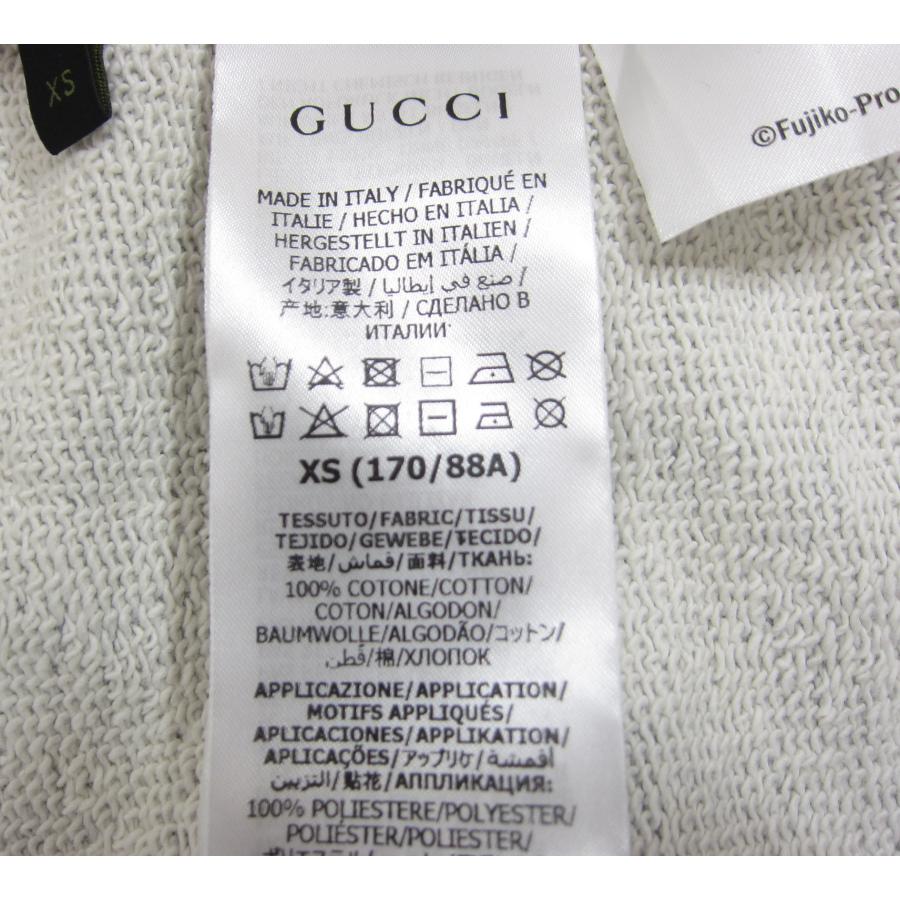 XS
GUCCI
©Fujiko-Pro
MADE IN ITALY / FABRIQUÉ EN
ITALIE / HECHO EN ITALIA /
HERGESTELLT IN ITALIEN /
FABRICADO EM ITÁLIA /
イタリア製 / صنع في إيطاليا /
产地:意大利 / СДЕЛАНО В
ИТАЛИИ
XS (170/88A)
TESSUTO/FABRIC/TISSU/
TEJIDO/GEWEBE/TECIDO/
表地/قماش/面料/ТКАНЬ:
100% COTONE/COTTON/
COTON/ALGODON/
BAUMWOLLE/ALGODÃO/コットン/
قطن/棉/ХЛОПОК
APPLICAZIONE/APPLICATION/
MOTIFS APPLIQUÉS/
APLICACIONES/APPLIKATION/
APLICAÇÕES/アップリケ/أقمشة
التزيين/貼花/АППЛИКАЦИЯ:
100% POLIESTERE/POLYESTER/
POLIÉSTER/POLIESTER/